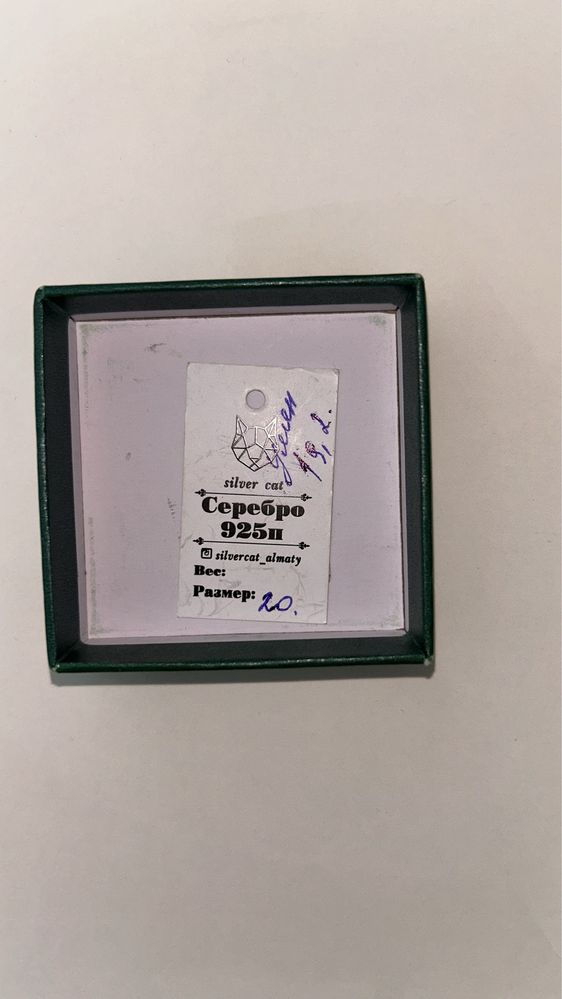 silver cat
Серебро
925п
silvercat_almaty
Вес:
Размер: 20.